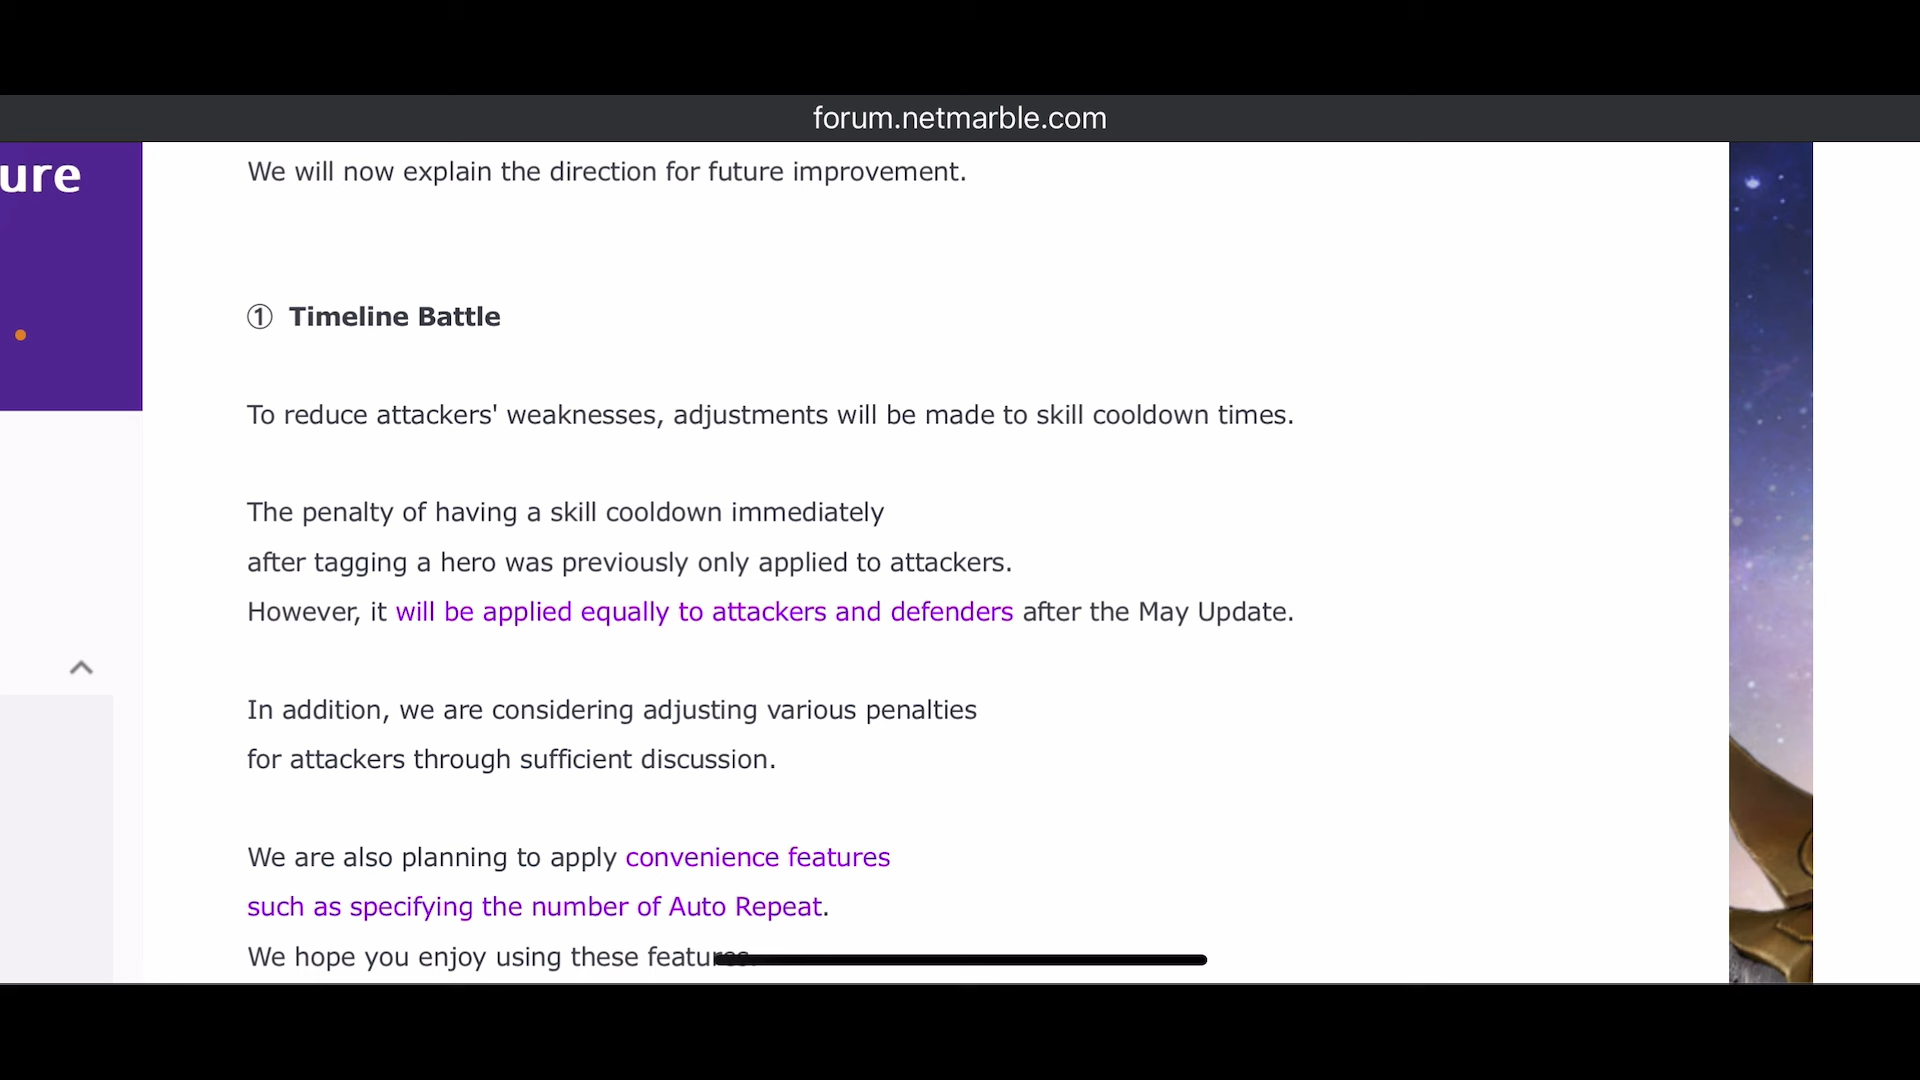 forum.netmarble.com
ure
We will now explain the direction for future improvement.
① Timeline Battle
To reduce attackers' weaknesses, adjustments will be made to skill cooldown times.
The penalty of having a skill cooldown immediately
after tagging a hero was previously only applied to attackers.
However, it will be applied equally to attackers and defenders after the May Update.
In addition, we are considering adjusting various penalties
for attackers through sufficient discussion.
We are also planning to apply convenience features
such as specifying the number of Auto Repeat.
We hope you enjoy using these features.